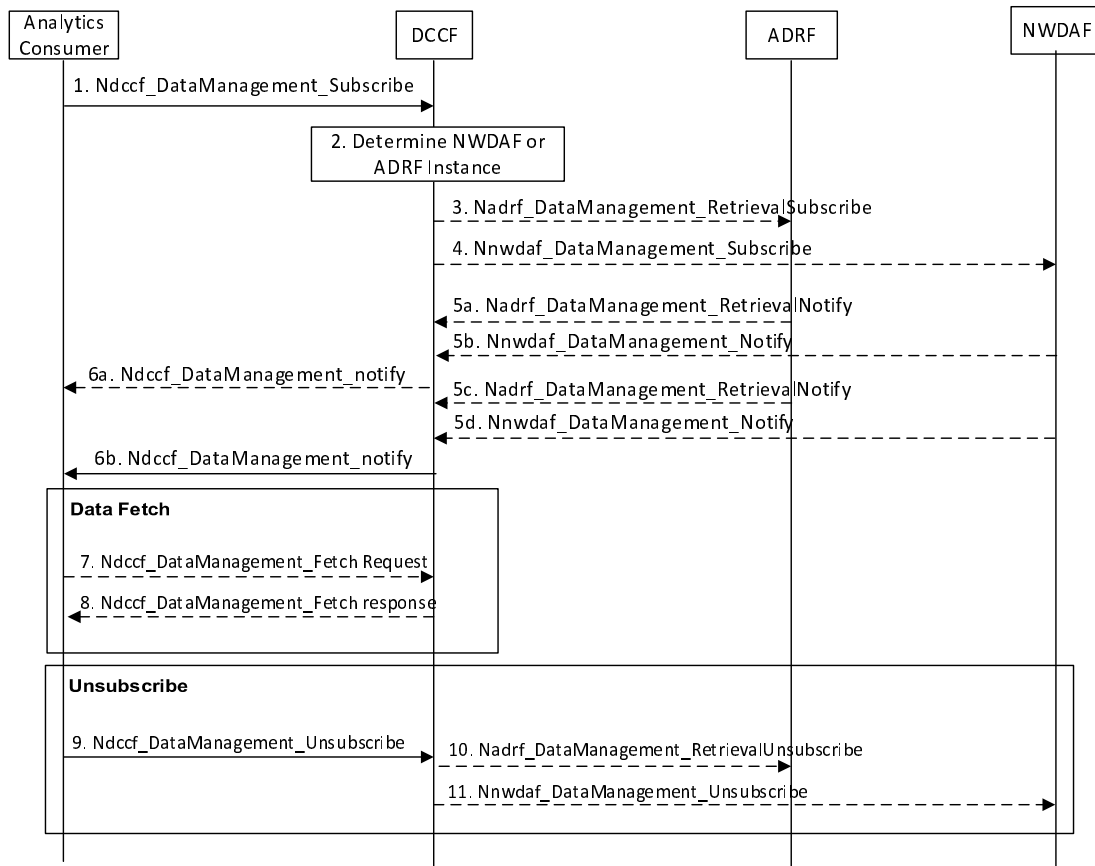 Analytics
Consumer
DCCF
ADRF
NWDAF
1. Ndccf_DataManagement_Subscribe
2. Determine NWDAF or
ADRF Instance
3. Nadrf_DataManagement_RetrievalSubscribe
4. Nnwdaf_DataManagement_Subscribe
5a. Nadrf_DataManagement_RetrievalNotify
5b. Nnwdaf_DataManagement_Notify
6a. Ndccf_DataManagement_notify
5c. Nadrf_DataManagement_RetrievalNotify
5d. Nnwdaf_DataManagement_Notify
6b. Ndccf_DataManagement_notify
Data Fetch
7. Ndccf_DataManagement_Fetch Request
8. Ndccf_DataManagement_Fetch response
Unsubscribe
9. Ndccf_DataManagement_Unsubscribe
10. Nadrf_DataManagement_RetrievalUnsubscribe
11. Nnwdaf_DataManagement_Unsubscribe